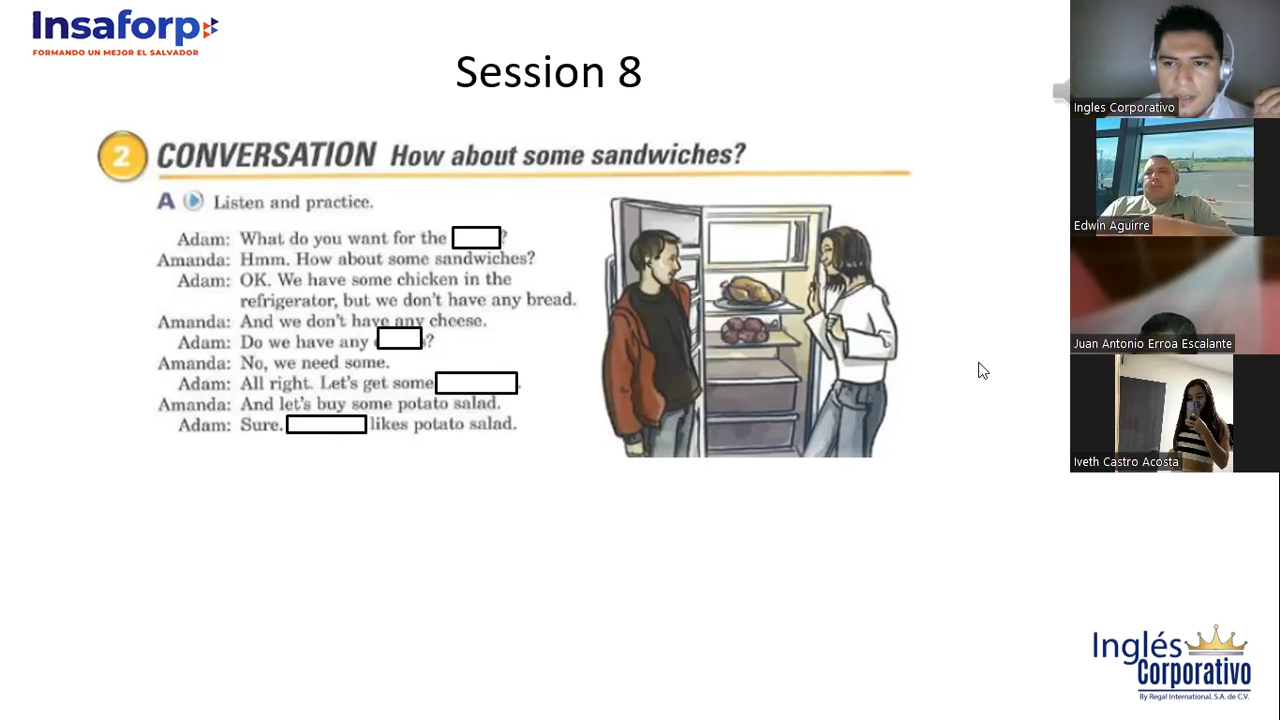 Insaforp
FORMANDO UN MEJOR EL SALVADOR
Session 8
2 CONVERSATION How about some sandwiches?
A Listen and practice.
Adam: What do you want for the ?
Amanda: Hmm. How about some sandwiches?
Adam: OK. We have some chicken in the
refrigerator, but we don't have any bread.
Amanda: And we don't have any cheese.
Adam: Do we have any ?
Amanda: No, we need some.
Adam: All right. Let's get some .
Amanda: And let's buy some potato salad.
Adam: Sure. likes potato salad.
Ingles Corporativo
Edwin Aguirre
Juan Antonio Erroa Escalante
Iveth Castro Acosta
Inglés
Corporativo
By Regal International, S.A. de C.V.